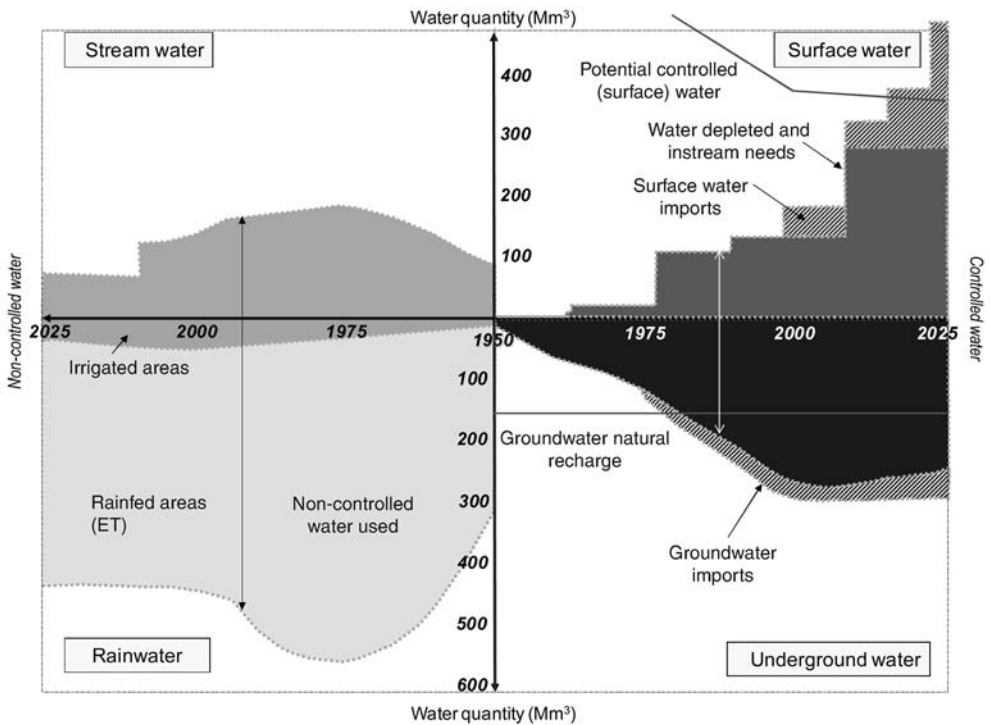 Water quantity (Mm³)
Stream water
Surface water
400
Potential controlled
(surface) water
300
Water depleted and
instream needs
200
Surface water
imports
100
Non-controlled water
Controlled water
2025
2000
1975
1950
1975
2000
2025
Irrigated areas
100
200
Groundwater natural
recharge
Rainfed areas
(ET)
Non-controlled
water used
300
Groundwater
imports
400
500
Rainwater
Underground water
600
Water quantity (Mm³)